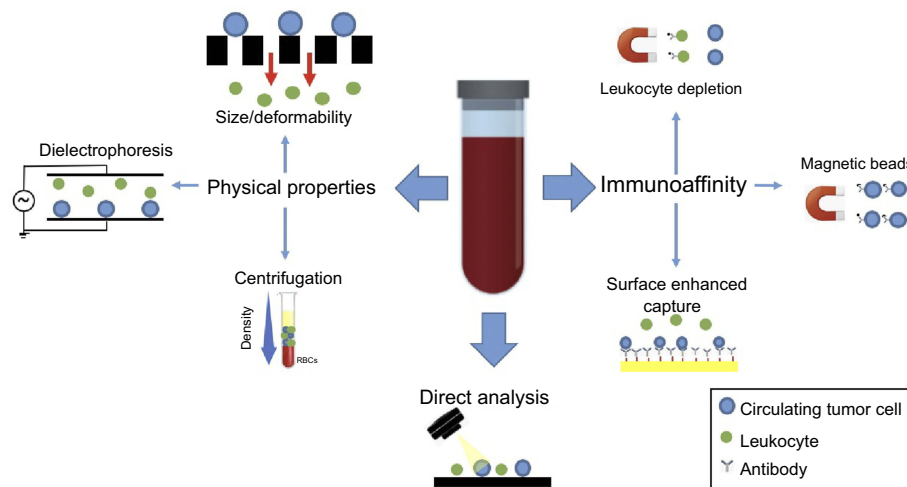 Size/deformability
Leukocyte depletion
Dielectrophoresis
Physical properties
Immunoaffinity
Magnetic beads
Centrifugation
Density
RBCs
Surface enhanced
capture
Direct analysis
Circulating tumor cell
Leukocyte
Antibody